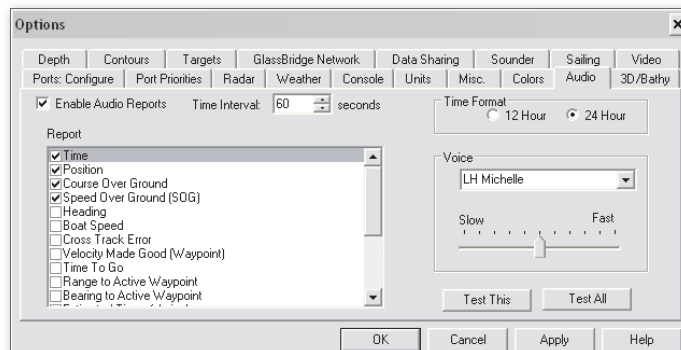 Options
Depth Contours Targets GlassBridge Network Data Sharing Sounder Sailing Video
Ports: Configure Port Priorities Radar Weather Console Units Misc. Colors Audio 3D/Bathy
Enable Audio Reports Time Interval: 60 seconds
Time Format
12 Hour 24 Hour
Report
Time
Position
Course Over Ground
Speed Over Ground (SOG)
Heading
Boat Speed
Cross Track Error
Velocity Made Good (Waypoint)
Time To Go
Range to Active Waypoint
Bearing to Active Waypoint
Voice
LH Michelle
Slow Fast
Test This Test All
OK Cancel Apply Help